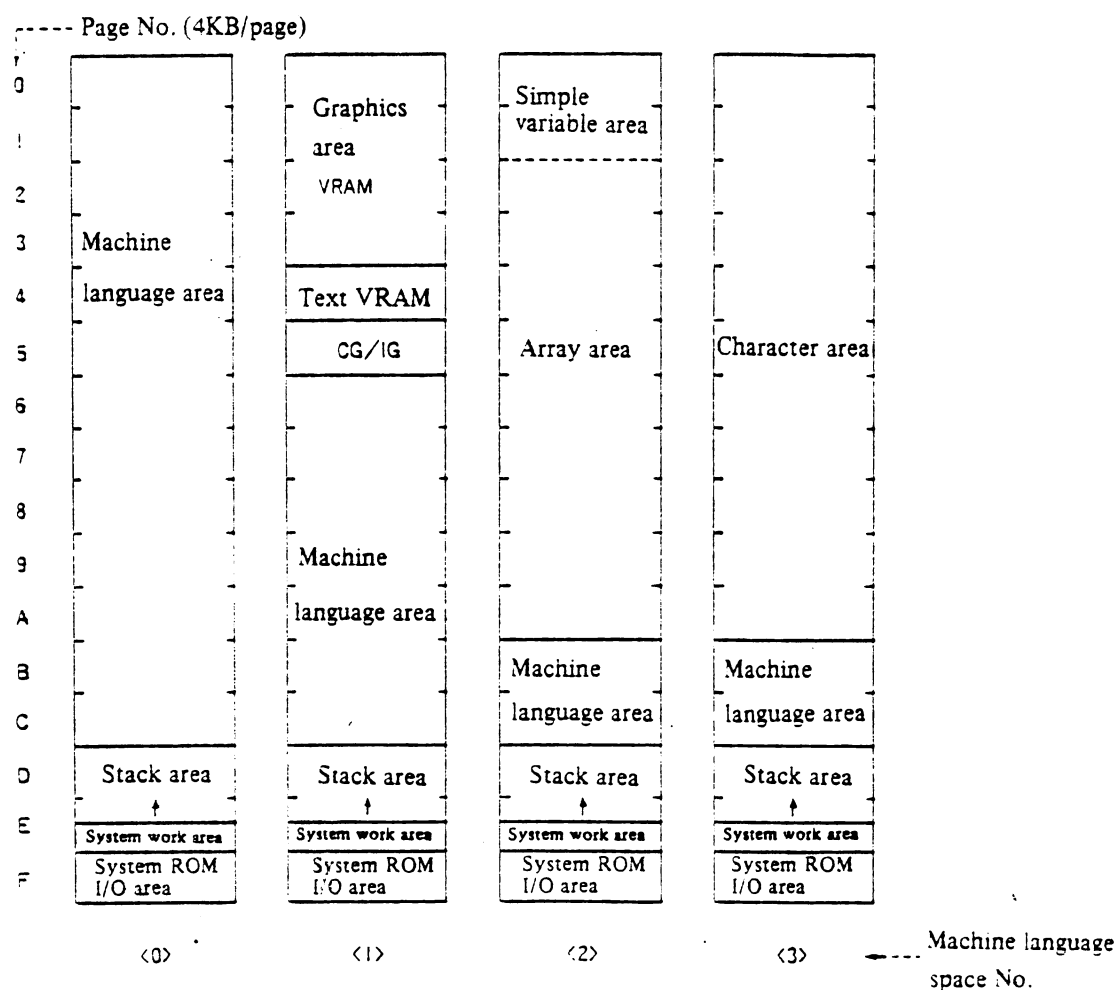 Page No. (4KB/page)
0
1
2
3
4
5
6
7
8
9
A
B
C
D
E
F
Machine
language area
Stack area
System work area
System ROM
I/O area
<0>
Graphics
area
VRAM
Text VRAM
CG/IG
Machine
language area
Stack area
System work area
System ROM
I/O area
<1>
Simple
variable area
Array area
Machine
language area
Stack area
System work area
System ROM
I/O area
<2>
Character area
Machine
language area
Stack area
System work area
System ROM
I/O area
<3>
Machine language
space No.